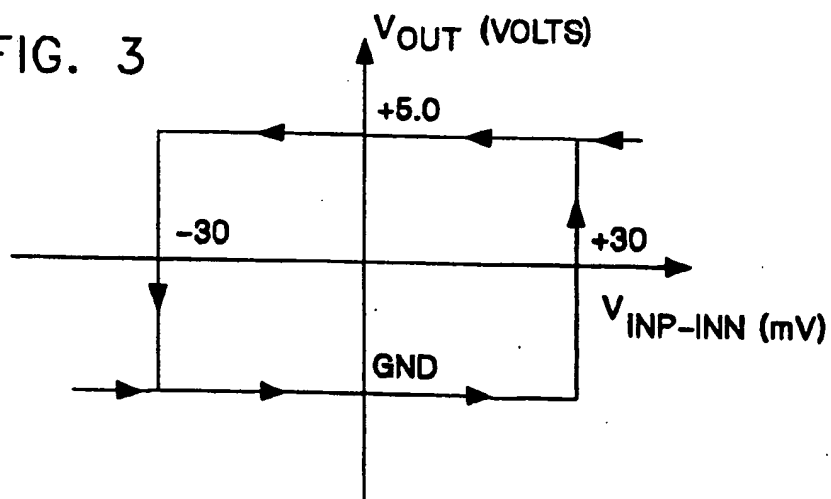 FIG. 3
VOUT (VOLTS)
+5.0
-30
+30
VINP-INN (mV)
GND